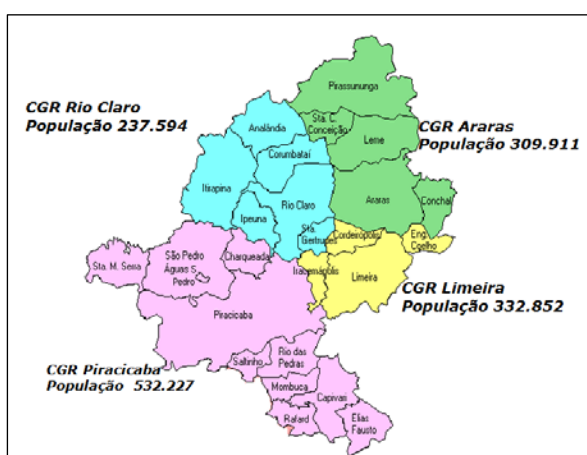 Pirassununga
CGR Rio Claro
População 237.594
Analândia
Sta. C.
Conceição
Leme
CGR Araras
População 309.911
Corumbataí
Itirapina
Rio Claro
Araras
Conchal
Ipeuna
Sta.
Gertrudes
Cordeirópolis
Eng.
Coelho
São Pedro
Águas S.
Pedro
Charqueada
Sta. M. Serra
Iracemápolis
Limeira
CGR Limeira
População 332.852
Piracicaba
CGR Piracicaba
População 532.227
Saltinho
Rio das
Pedras
Mombuca
Capivari
Rafard
Elias
Fausto